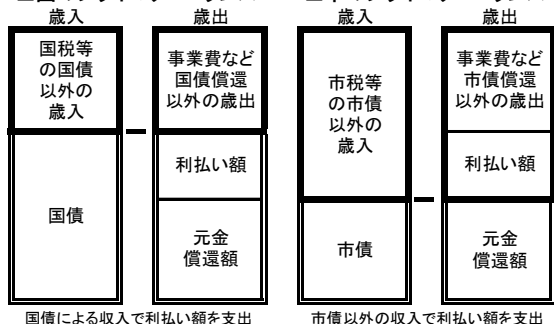 歳入
歳出
国税等
の国債
以外の
歳入
事業費など
国債償還
以外の歳出
国債
利払い額
元金
償還額
国債による収入で利払い額を支出
歳入
歳出
市税等
の市債
以外の
歳入
事業費など
市債償還
以外の歳出
利払い額
市債
元金
償還額
市債以外の収入で利払い額を支出